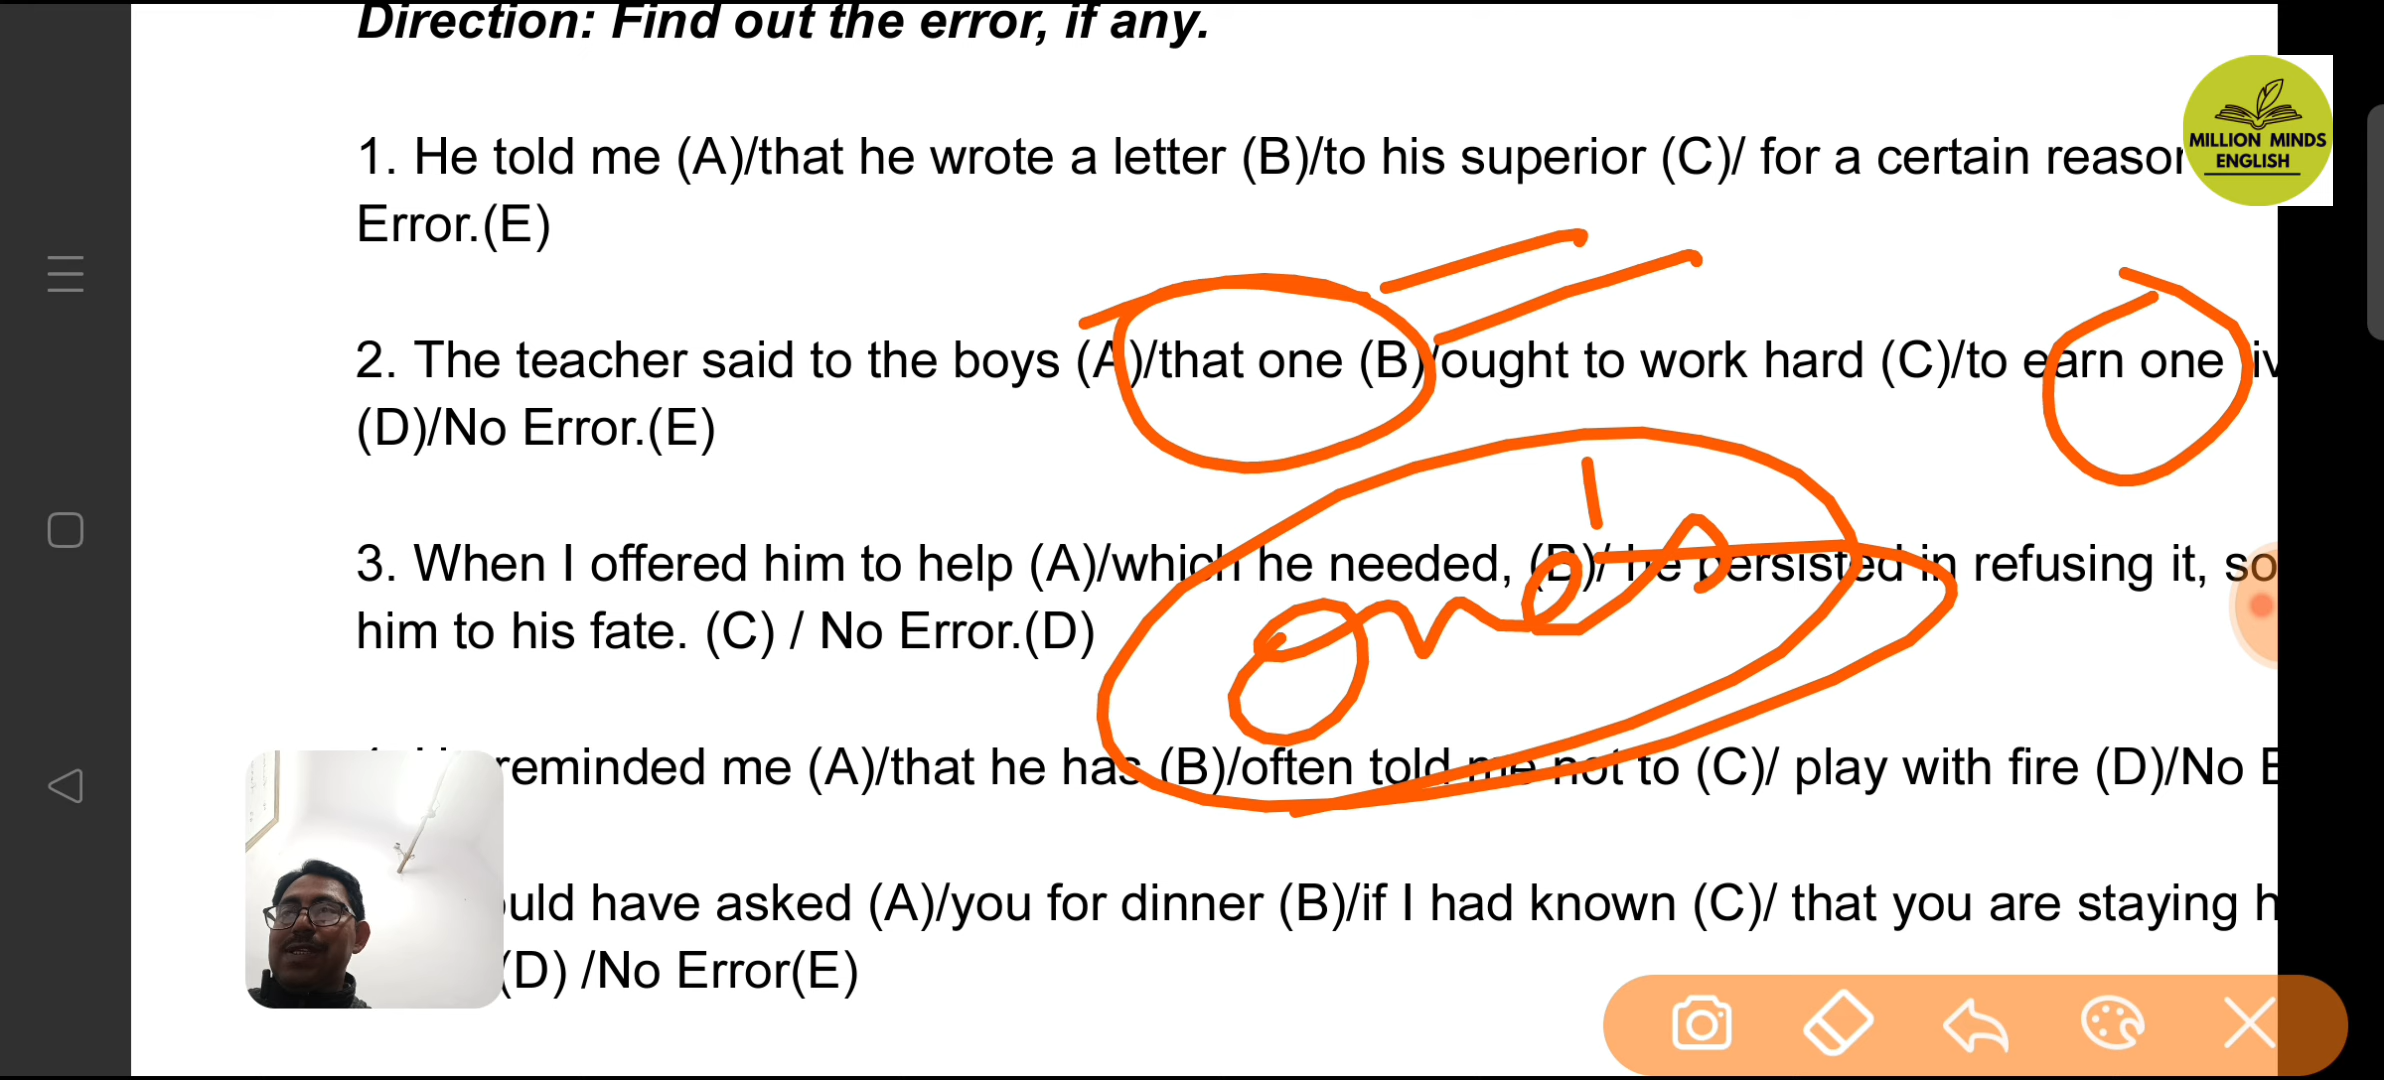 Direction: Find out the error, if any.
1. He told me (A)/that he wrote a letter (B)/to his superior (C)/ for a certain
MILLION MINDS
ENGLISH
Error.(E)
2. The teacher said to the boys (A)/that one (B)/ought to work hard (C)/to earn one
(D)/No Error.(E)
3. When I offered him to help (A)/which he needed, (B)/ he persisted in refusing it, so
him to his fate. (C) / No Error.(D)
one's
reminded me (A)/that he has (B)/often told me not to (C)/ play with fire (D)/No
have asked (A)/you for dinner (B)/if I had known (C)/ that you are staying
(D) /No Error(E)